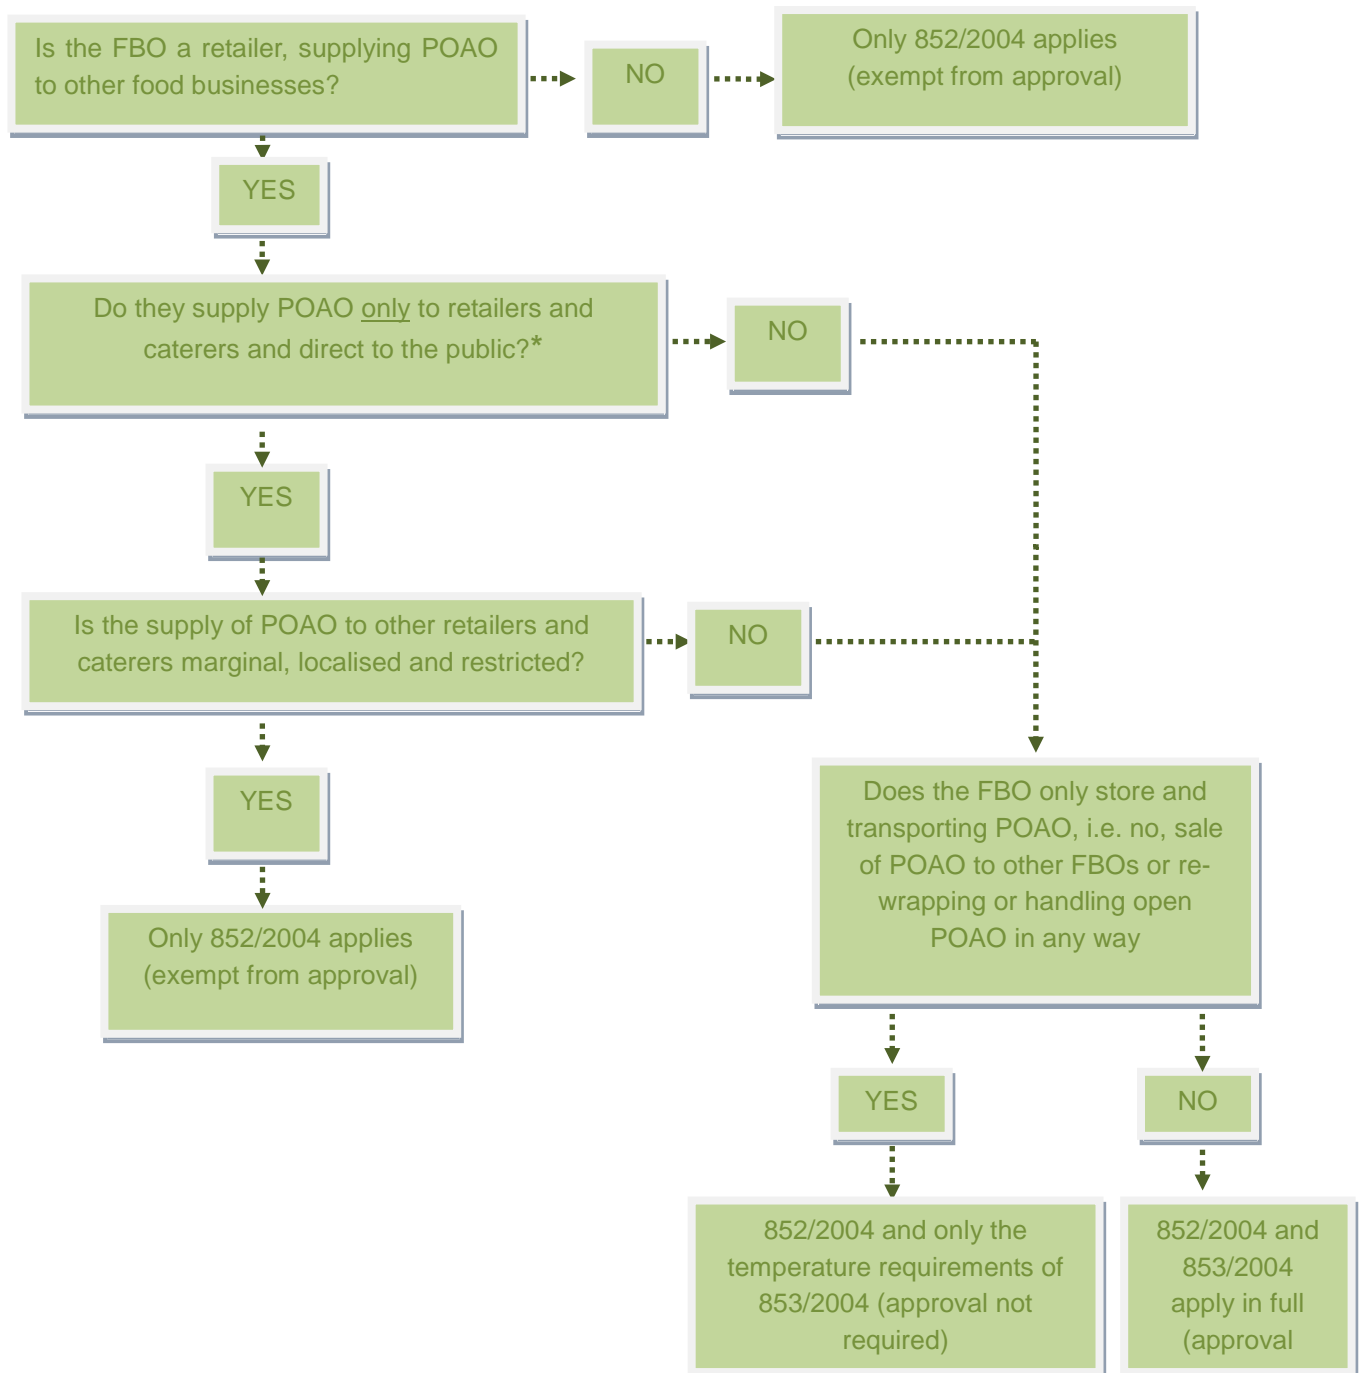 Is the FBO a retailer, supplying POAO
to other food businesses?
NO
Only 852/2004 applies
(exempt from approval)
YES
Do they supply POAO only to retailers and
caterers and direct to the public?*
NO
YES
Is the supply of POAO to other retailers and
caterers marginal, localised and restricted?
NO
YES
Only 852/2004 applies
(exempt from approval)
Does the FBO only store and
transporting POAO, i.e. no, sale
of POAO to other FBOs or re-
wrapping or handling open
POAO in any way
YES
NO
852/2004 and only the
temperature requirements of
853/2004 (approval not
required)
852/2004 and
853/2004
apply in full
(approval